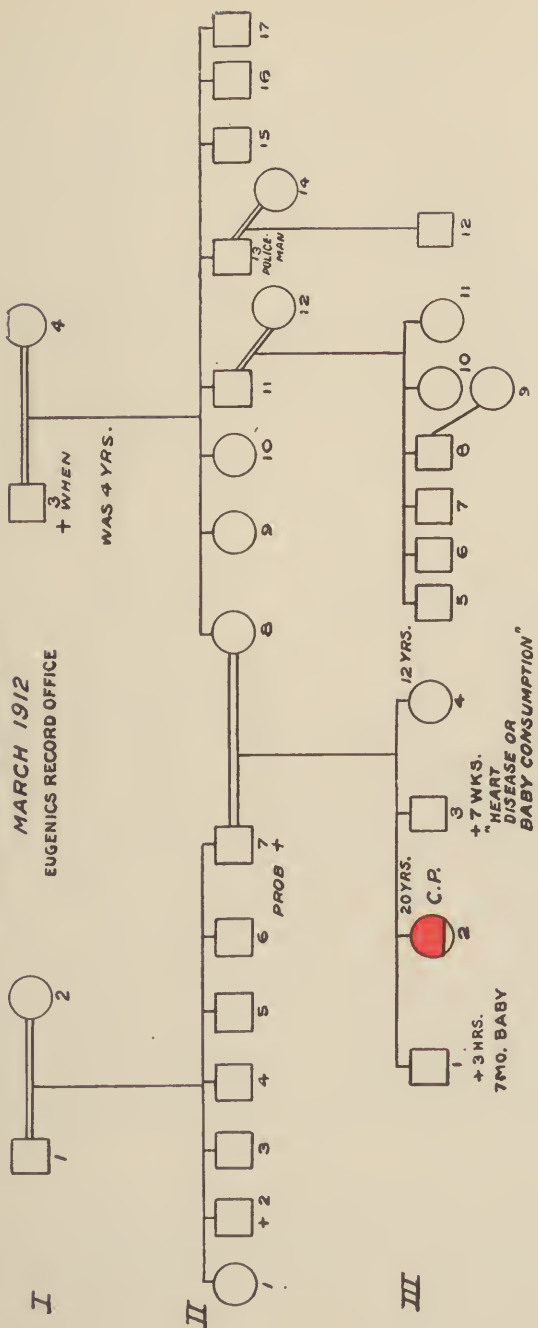 MARCH 1912
EUGENICS RECORD OFFICE
I
1
2
3
+ WHEN
WAS 4 YRS.
4
II
1
+ 2
3
4
5
6
7
PROB +
8
9
10
11
12
13
POLICE-
MAN
14
15
16
17
III
1
+ 3 HRS.
7 MO. BABY
20 YRS.
C.P.
2
3
+ 7 WKS.
"HEART
DISEASE OR
BABY CONSUMPTION"
12 YRS.
4
5
6
7
8
9
10
11
12